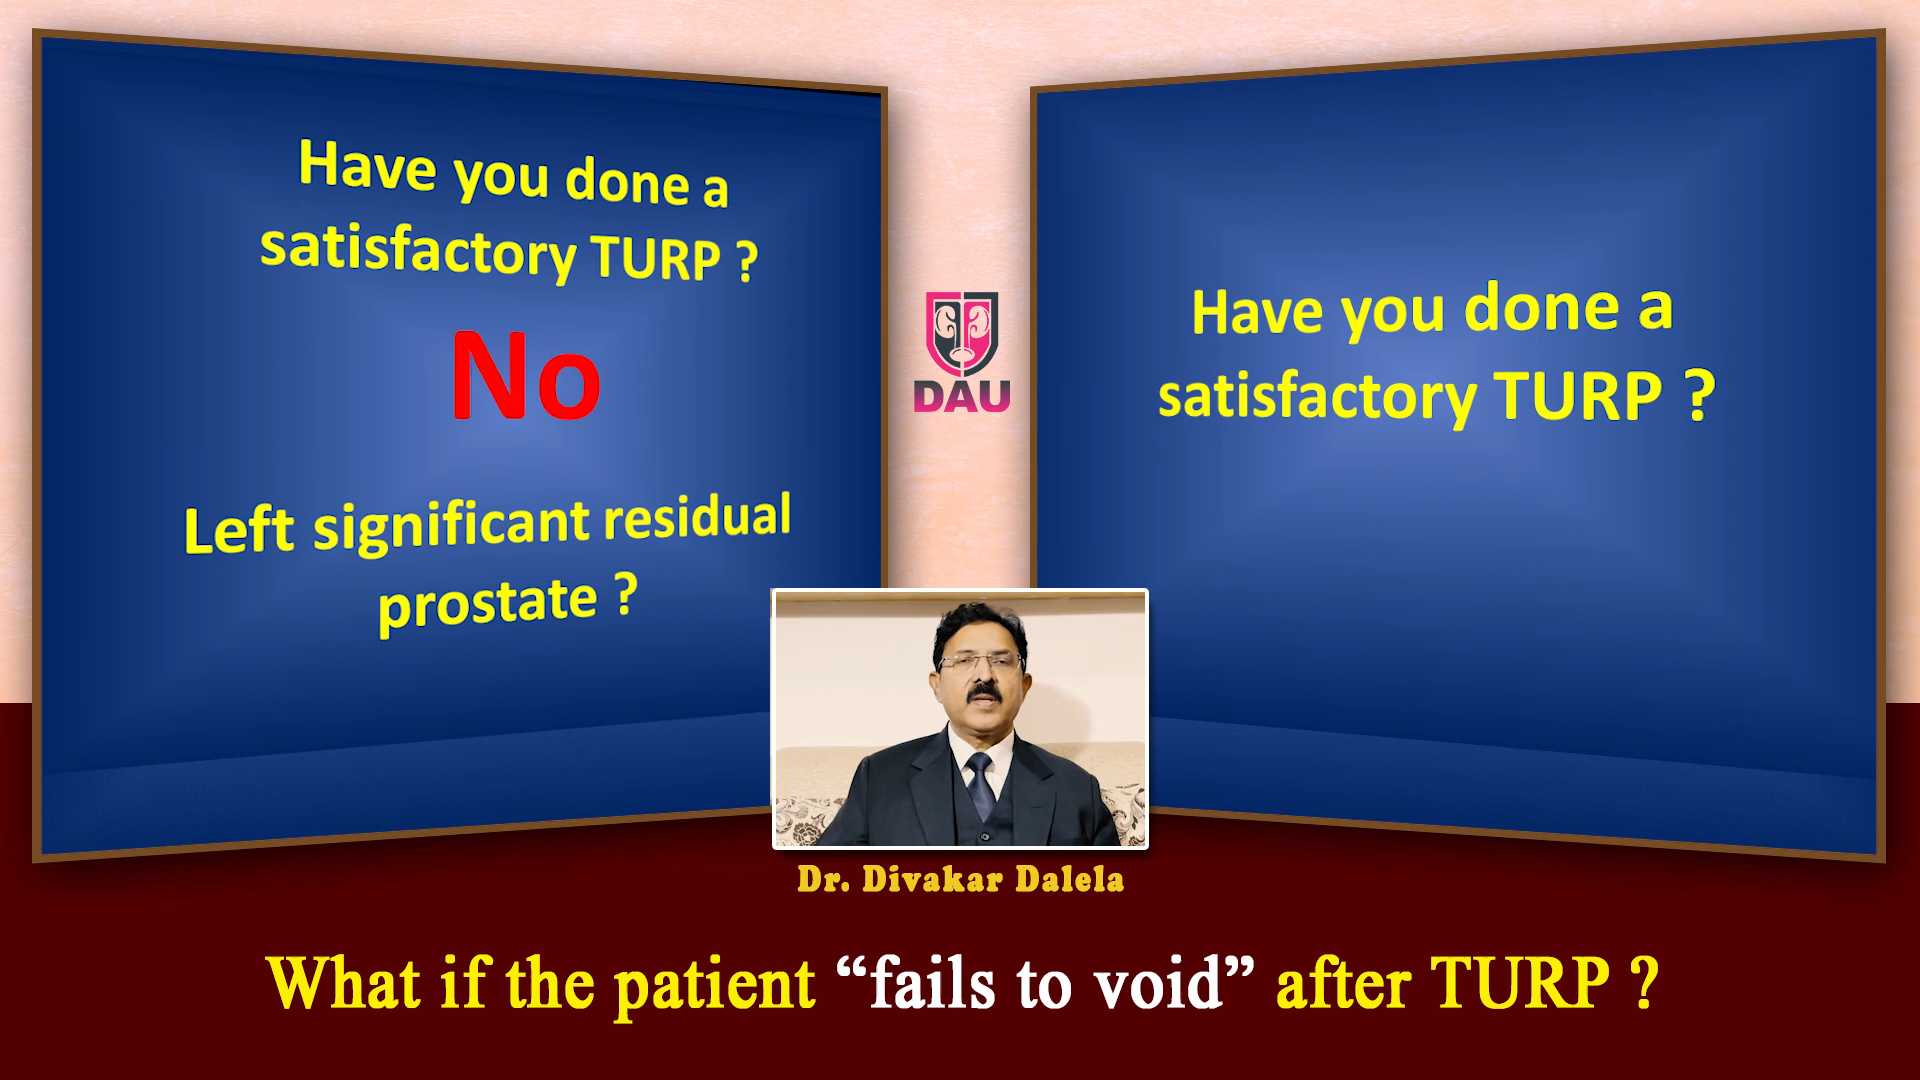 Have you done a
satisfactory TURP ?
No
Left significant residual
prostate ?
DAU
Have you done a
satisfactory TURP ?
Dr. Divakar Dalela
What if the patient “fails to void” after TURP ?